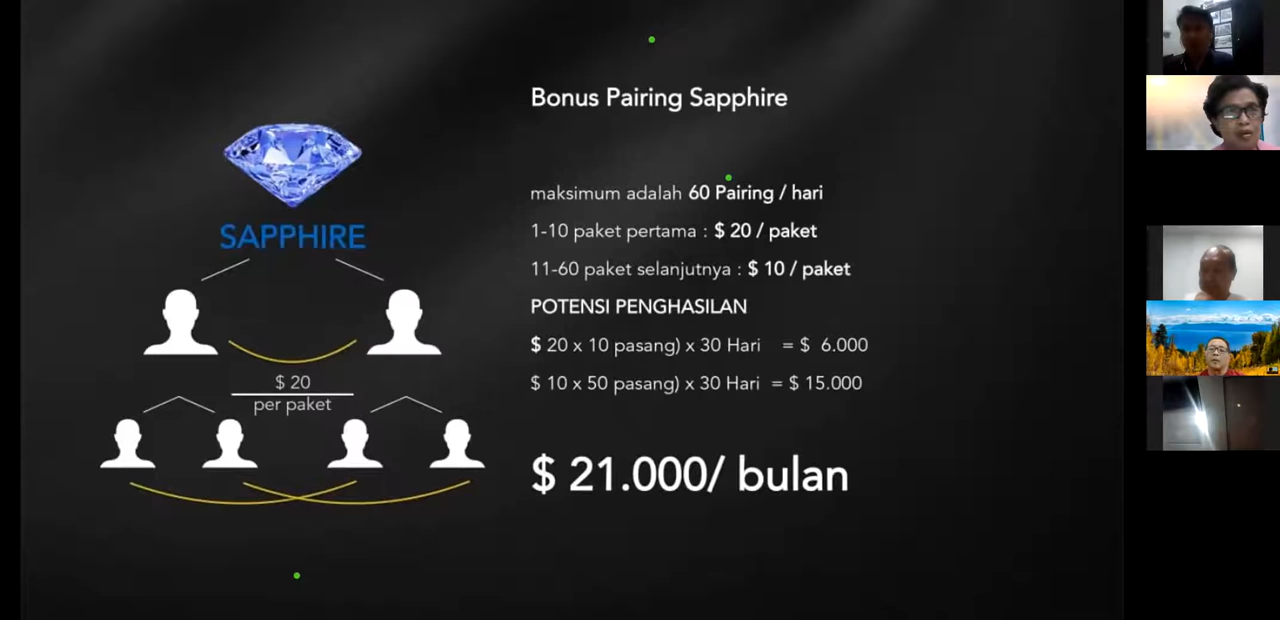 Bonus Pairing Sapphire
maksimum adalah 60 Pairing / hari
1-10 paket pertama : $ 20 / paket
11-60 paket selanjutnya : $ 10 / paket
POTENSI PENGHASILAN
$ 20 x 10 pasang) x 30 Hari = $ 6.000
$ 10 x 50 pasang) x 30 Hari = $ 15.000
$ 21.000/ bulan
SAPPHIRE
$ 20
per paket